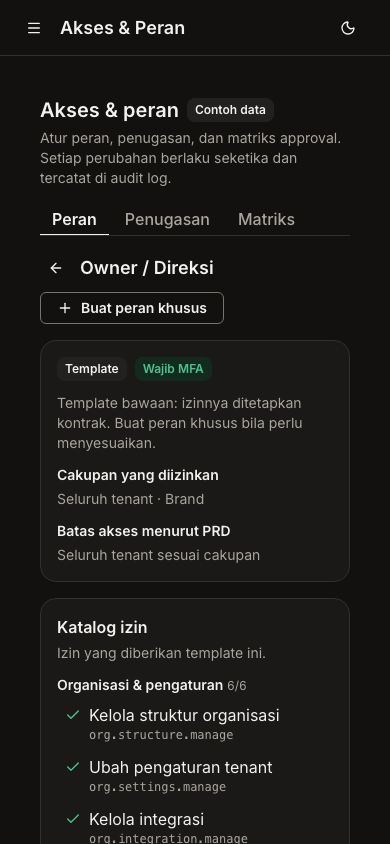 Akses & Peran
Akses & peran
Contoh data
Atur peran, penugasan, dan matriks approval.
Setiap perubahan berlaku seketika dan
tercatat di audit log.
Peran
Penugasan
Matriks
Owner / Direksi
Buat peran khusus
Template
Wajib MFA
Template bawaan: izinnya ditetapkan
kontrak. Buat peran khusus bila perlu
menyesuaikan.
Cakupan yang diizinkan
Seluruh tenant · Brand
Batas akses menurut PRD
Seluruh tenant sesuai cakupan
Katalog izin
Izin yang diberikan template ini.
Organisasi & pengaturan 6/6
Kelola struktur organisasi
org.structure.manage
Ubah pengaturan tenant
org.settings.manage
Kelola integrasi
org.integration.manage